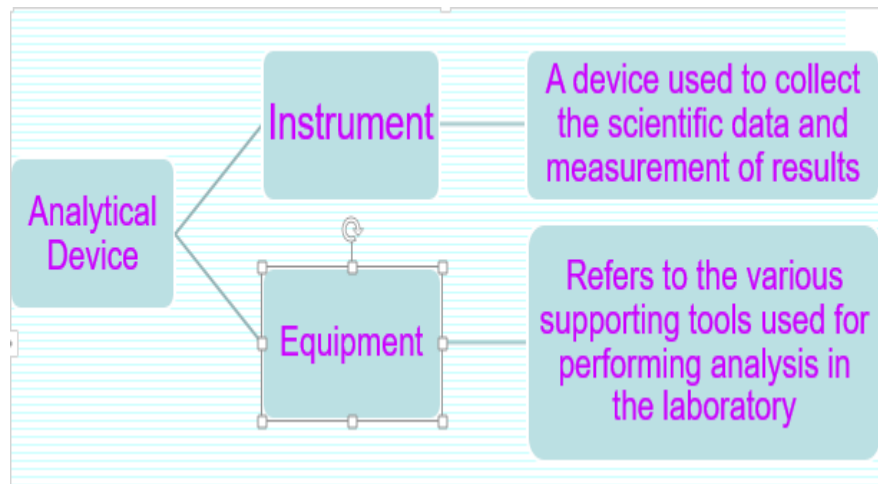 Analytical
Device
Instrument
A device used to collect
the scientific data and
measurement of results
Equipment
Refers to the various
supporting tools used for
performing analysis in
the laboratory